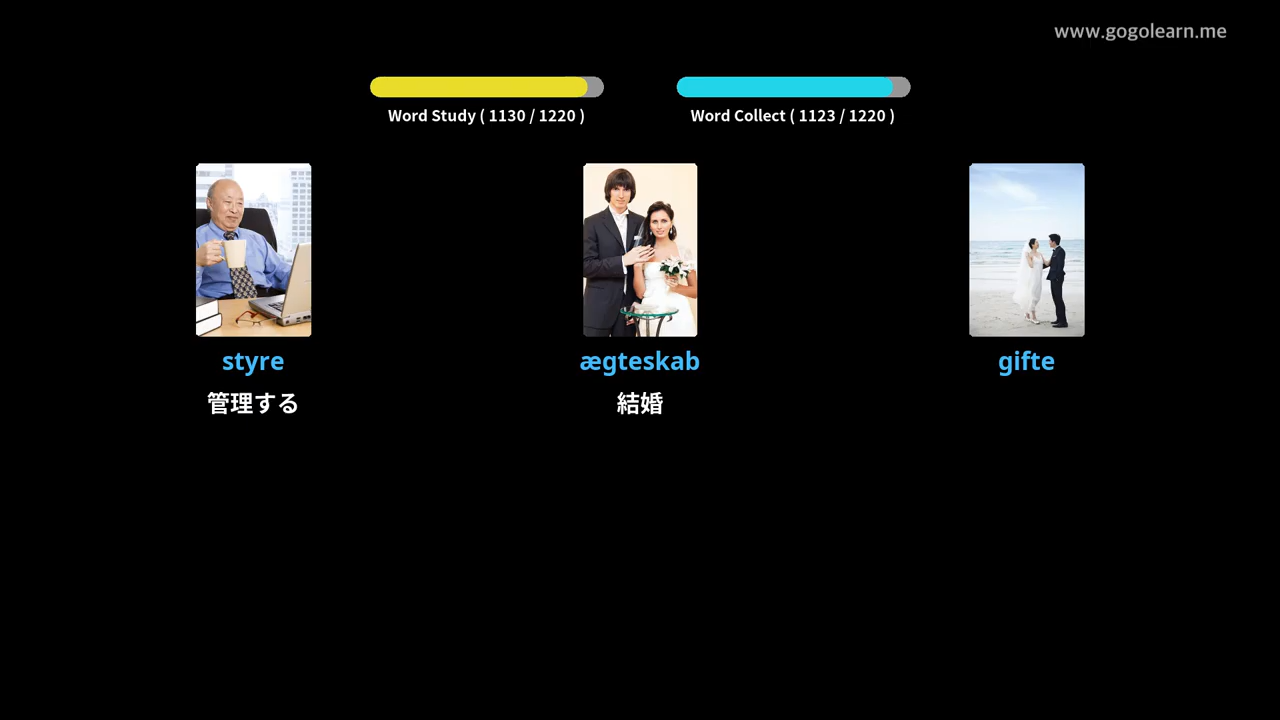 www.gogolearn.me
Word Study ( 1130 / 1220 )
Word Collect ( 1123 / 1220 )
styre
管理する
ægteskab
結婚
gifte